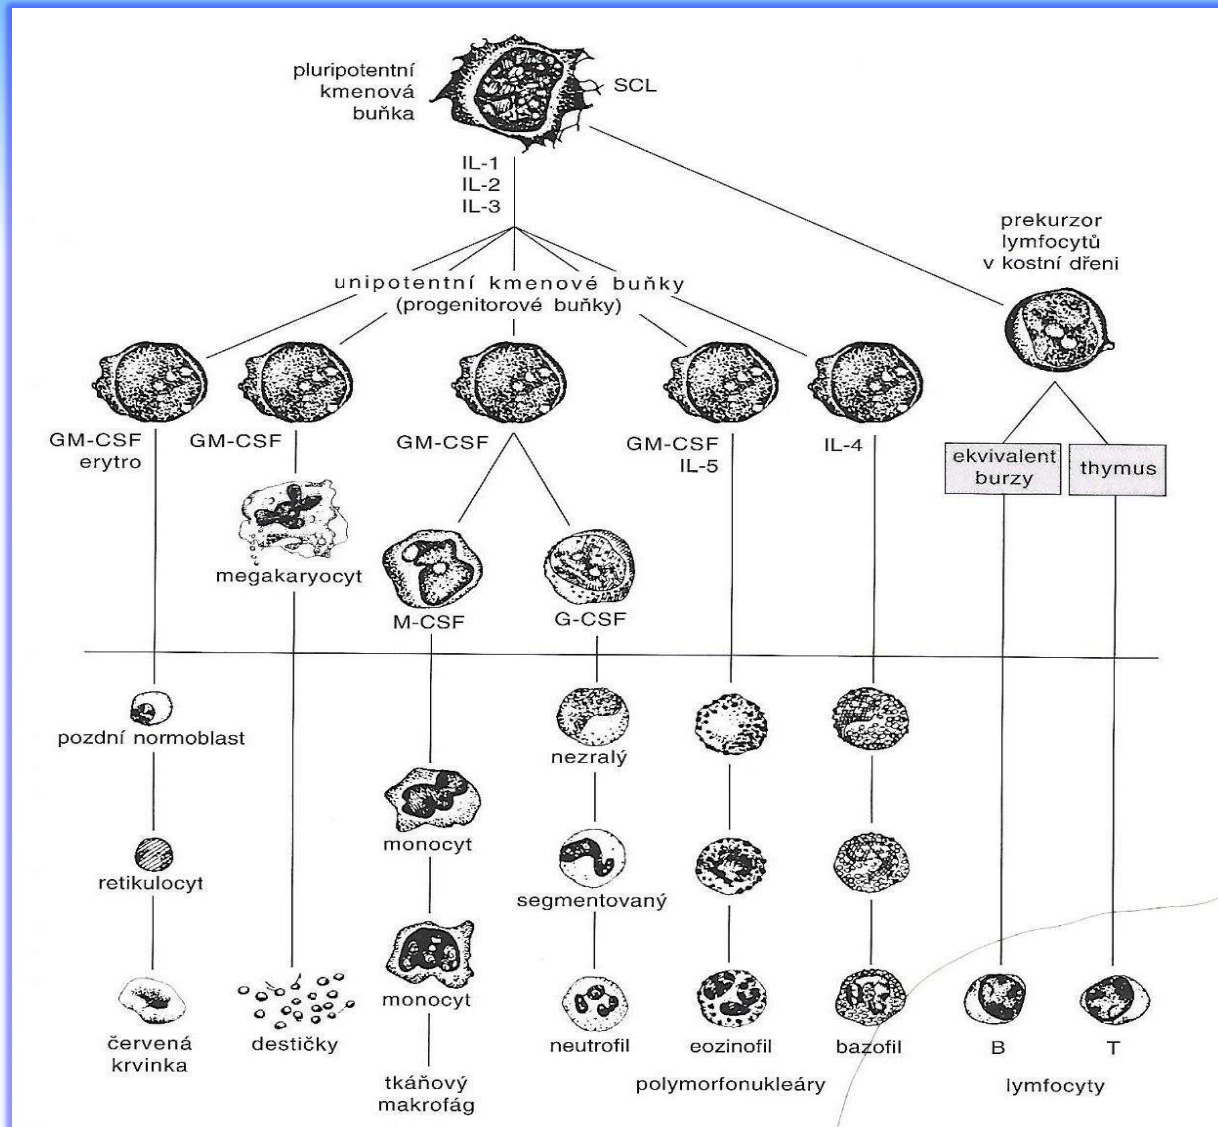 pluripotentní
kmenová
buňka
SCL
IL-1
IL-2
IL-3
prekurzor
lymfocytů
v kostní dřeni
unipotentní kmenové buňky
(progenitorové buňky)
GM-CSF
erytro
GM-CSF
GM-CSF
GM-CSF
IL-5
IL-4
ekvivalent
burzy
thymus
megakaryocyt
M-CSF
G-CSF
pozdní normoblast
nezralý
monocyt
retikulocyt
segmentovaný
monocyt
červená
krvinka
destičky
tkáňový
makrofág
neutrofil
eozinofil
bazofil
B
T
polymorfonukleáry
lymfocyty